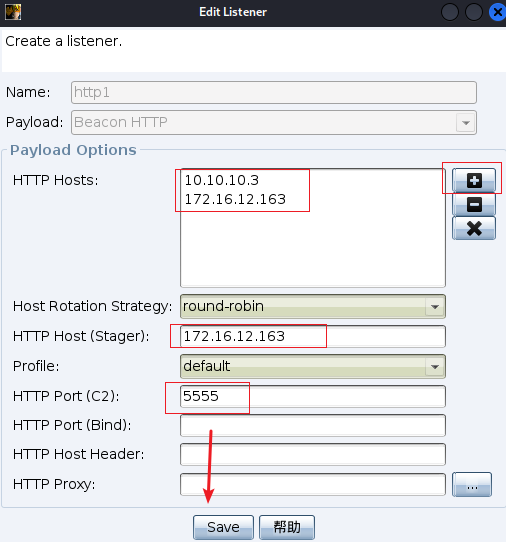 Edit Listener
Create a listener.
Name: http1
Payload: Beacon HTTP
Payload Options
HTTP Hosts: 10.10.10.3
172.16.12.163
Host Rotation Strategy: round-robin
HTTP Host (Stager): 172.16.12.163
Profile: default
HTTP Port (C2): 5555
HTTP Port (Bind):
HTTP Host Header:
HTTP Proxy: ...
Save 帮助